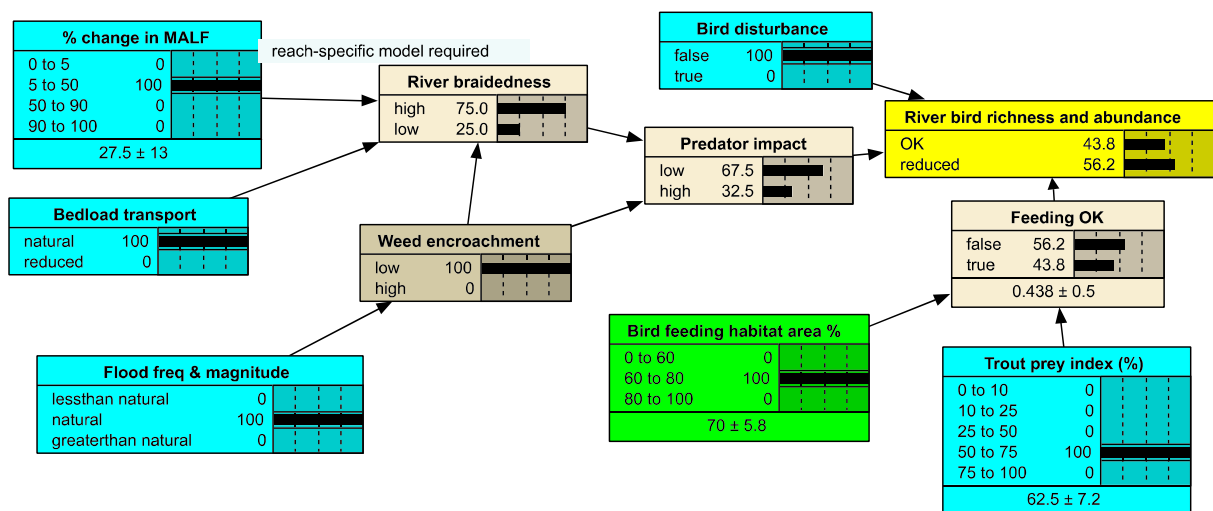 % change in MALF
0 to 5 0
5 to 50 100
50 to 90 0
90 to 100 0
27.5 ± 13
reach-specific model required
Bird disturbance
false 100
true 0
River braidedness
high 75.0
low 25.0
River bird richness and abundance
OK 43.8
reduced 56.2
Predator impact
low 67.5
high 32.5
Bedload transport
natural 100
reduced 0
Weed encroachment
low 100
high 0
Feeding OK
false 56.2
true 43.8
0.438 ± 0.5
Bird feeding habitat area %
0 to 60 0
60 to 80 100
80 to 100 0
70 ± 5.8
Flood freq & magnitude
lessthan natural 0
natural 100
greaterthan natural 0
Trout prey index (%)
0 to 10 0
10 to 25 0
25 to 50 0
50 to 75 100
75 to 100 0
62.5 ± 7.2